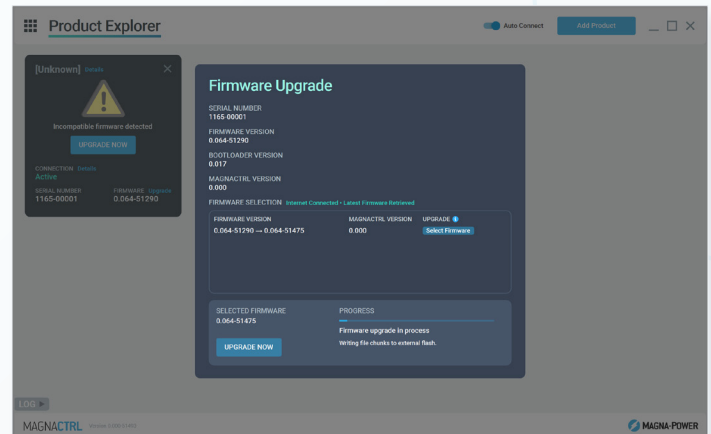 Product Explorer
Auto Connect
Add Product
[Unknown] Details
Incompatible firmware detected
UPGRADE NOW
CONNECTION Details
Active
SERIAL NUMBER FIRMWARE Upgrade
1165-00001 0.064-51290
Firmware Upgrade
SERIAL NUMBER
1165-00001
FIRMWARE VERSION
0.064-51290
BOOTLOADER VERSION
0.017
MAGNACTRL VERSION
0.000
FIRMWARE SELECTION Internet Connected • Latest Firmware Retrieved
FIRMWARE VERSION MAGNACTRL VERSION UPGRADE
0.064-51290 → 0.064-51475 0.000 Select Firmware
SELECTED FIRMWARE PROGRESS
0.064-51475
Firmware upgrade in process
UPGRADE NOW Writing file chunks to external flash.
LOG
MAGNACTRL
MAGNA-POWER